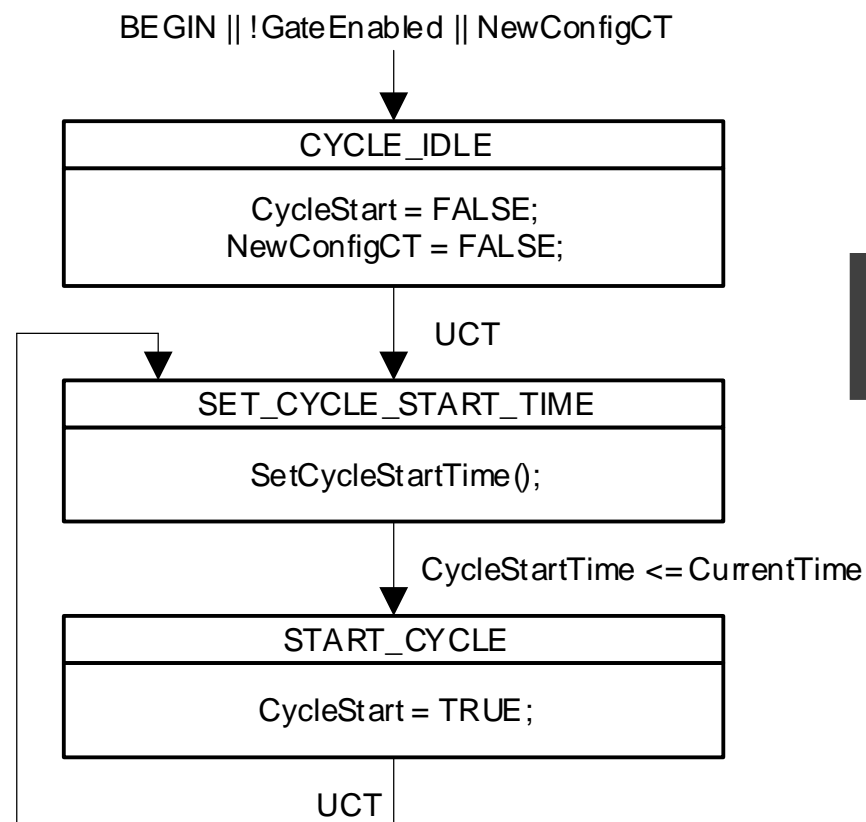 BEGIN || !GateEnabled || NewConfigCT
CYCLE_IDLE
CycleStart = FALSE;
NewConfigCT = FALSE;
UCT
SET_CYCLE_START_TIME
SetCycleStartTime();
CycleStartTime <= CurrentTime
START_CYCLE
CycleStart = TRUE;
UCT